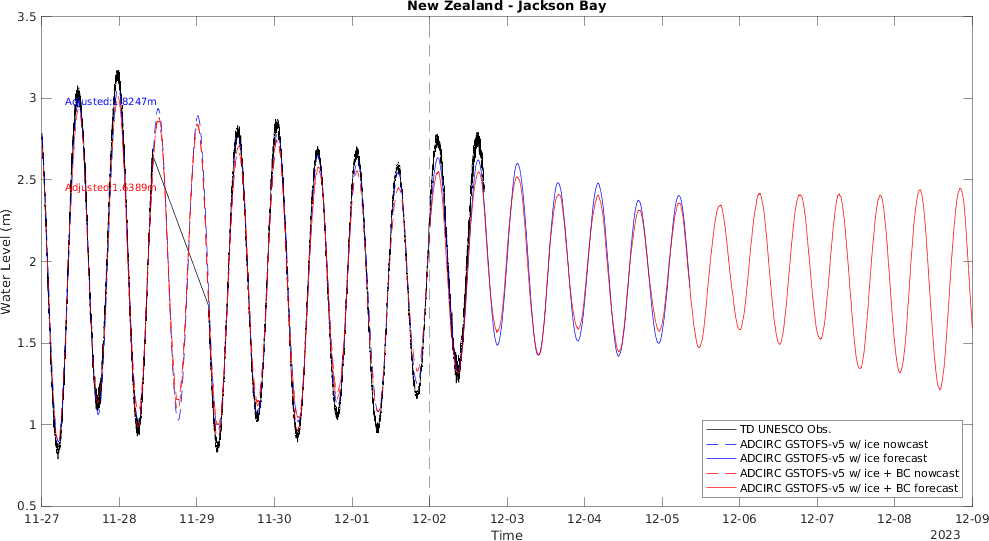 New Zealand - Jackson Bay
3.5
3
2.5
2
1.5
1
0.5
Water Level (m)
Adjusted:1.8247m
Adjusted:1.6389m
TD UNESCO Obs.
ADCIRC GSTOFS-v5 w/ ice nowcast
ADCIRC GSTOFS-v5 w/ ice forecast
ADCIRC GSTOFS-v5 w/ ice + BC nowcast
ADCIRC GSTOFS-v5 w/ ice + BC forecast
11-27 11-28 11-29 11-30 12-01 12-02 12-03 12-04 12-05 12-06 12-07 12-08 12-09
Time
2023